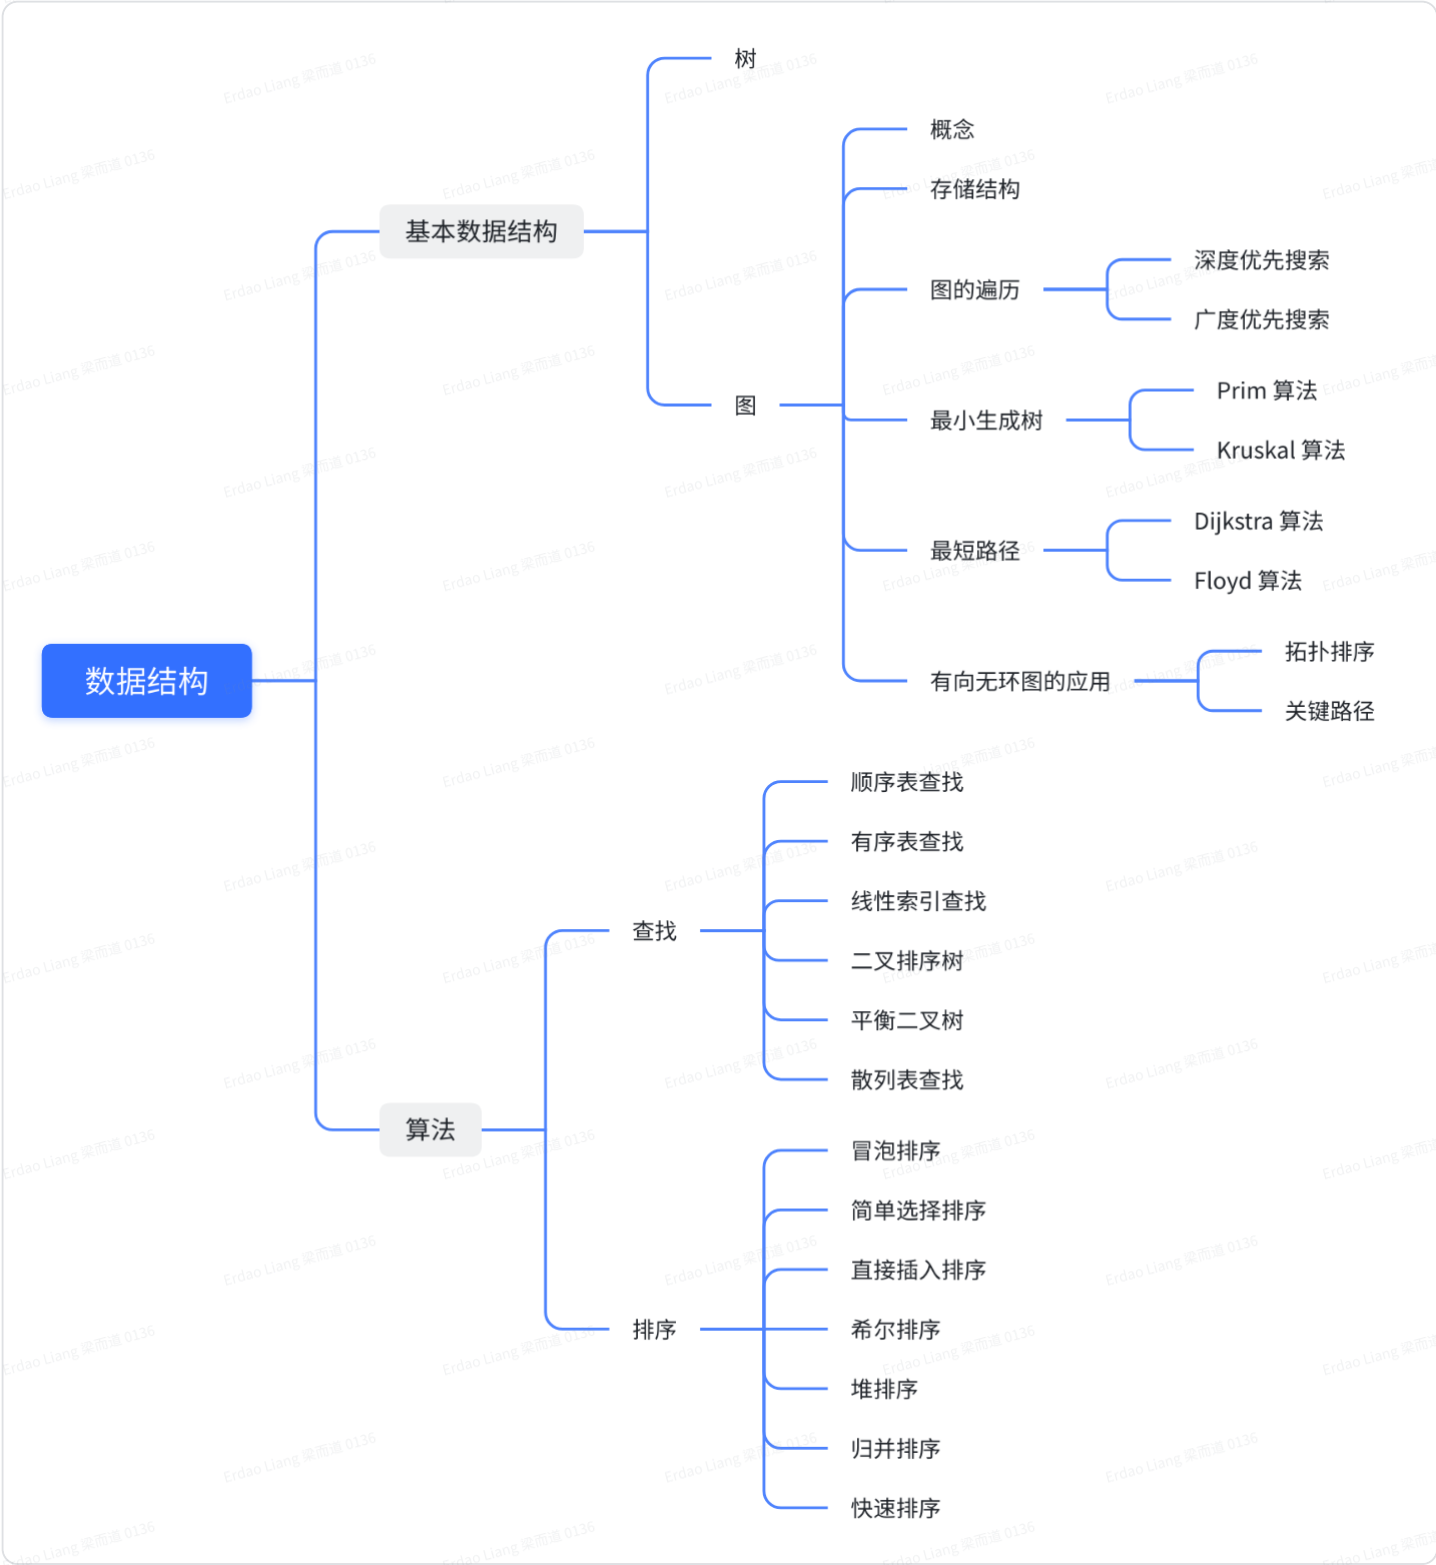 数据结构
基本数据结构
树
图
概念
存储结构
图的遍历
深度优先搜索
广度优先搜索
最小生成树
Prim 算法
Kruskal 算法
最短路径
Dijkstra 算法
Floyd 算法
有向无环图的应用
拓扑排序
关键路径
算法
查找
顺序表查找
有序表查找
线性索引查找
二叉排序树
平衡二叉树
散列表查找
排序
冒泡排序
简单选择排序
直接插入排序
希尔排序
堆排序
归并排序
快速排序
Erdao Liang 梁而道 0136